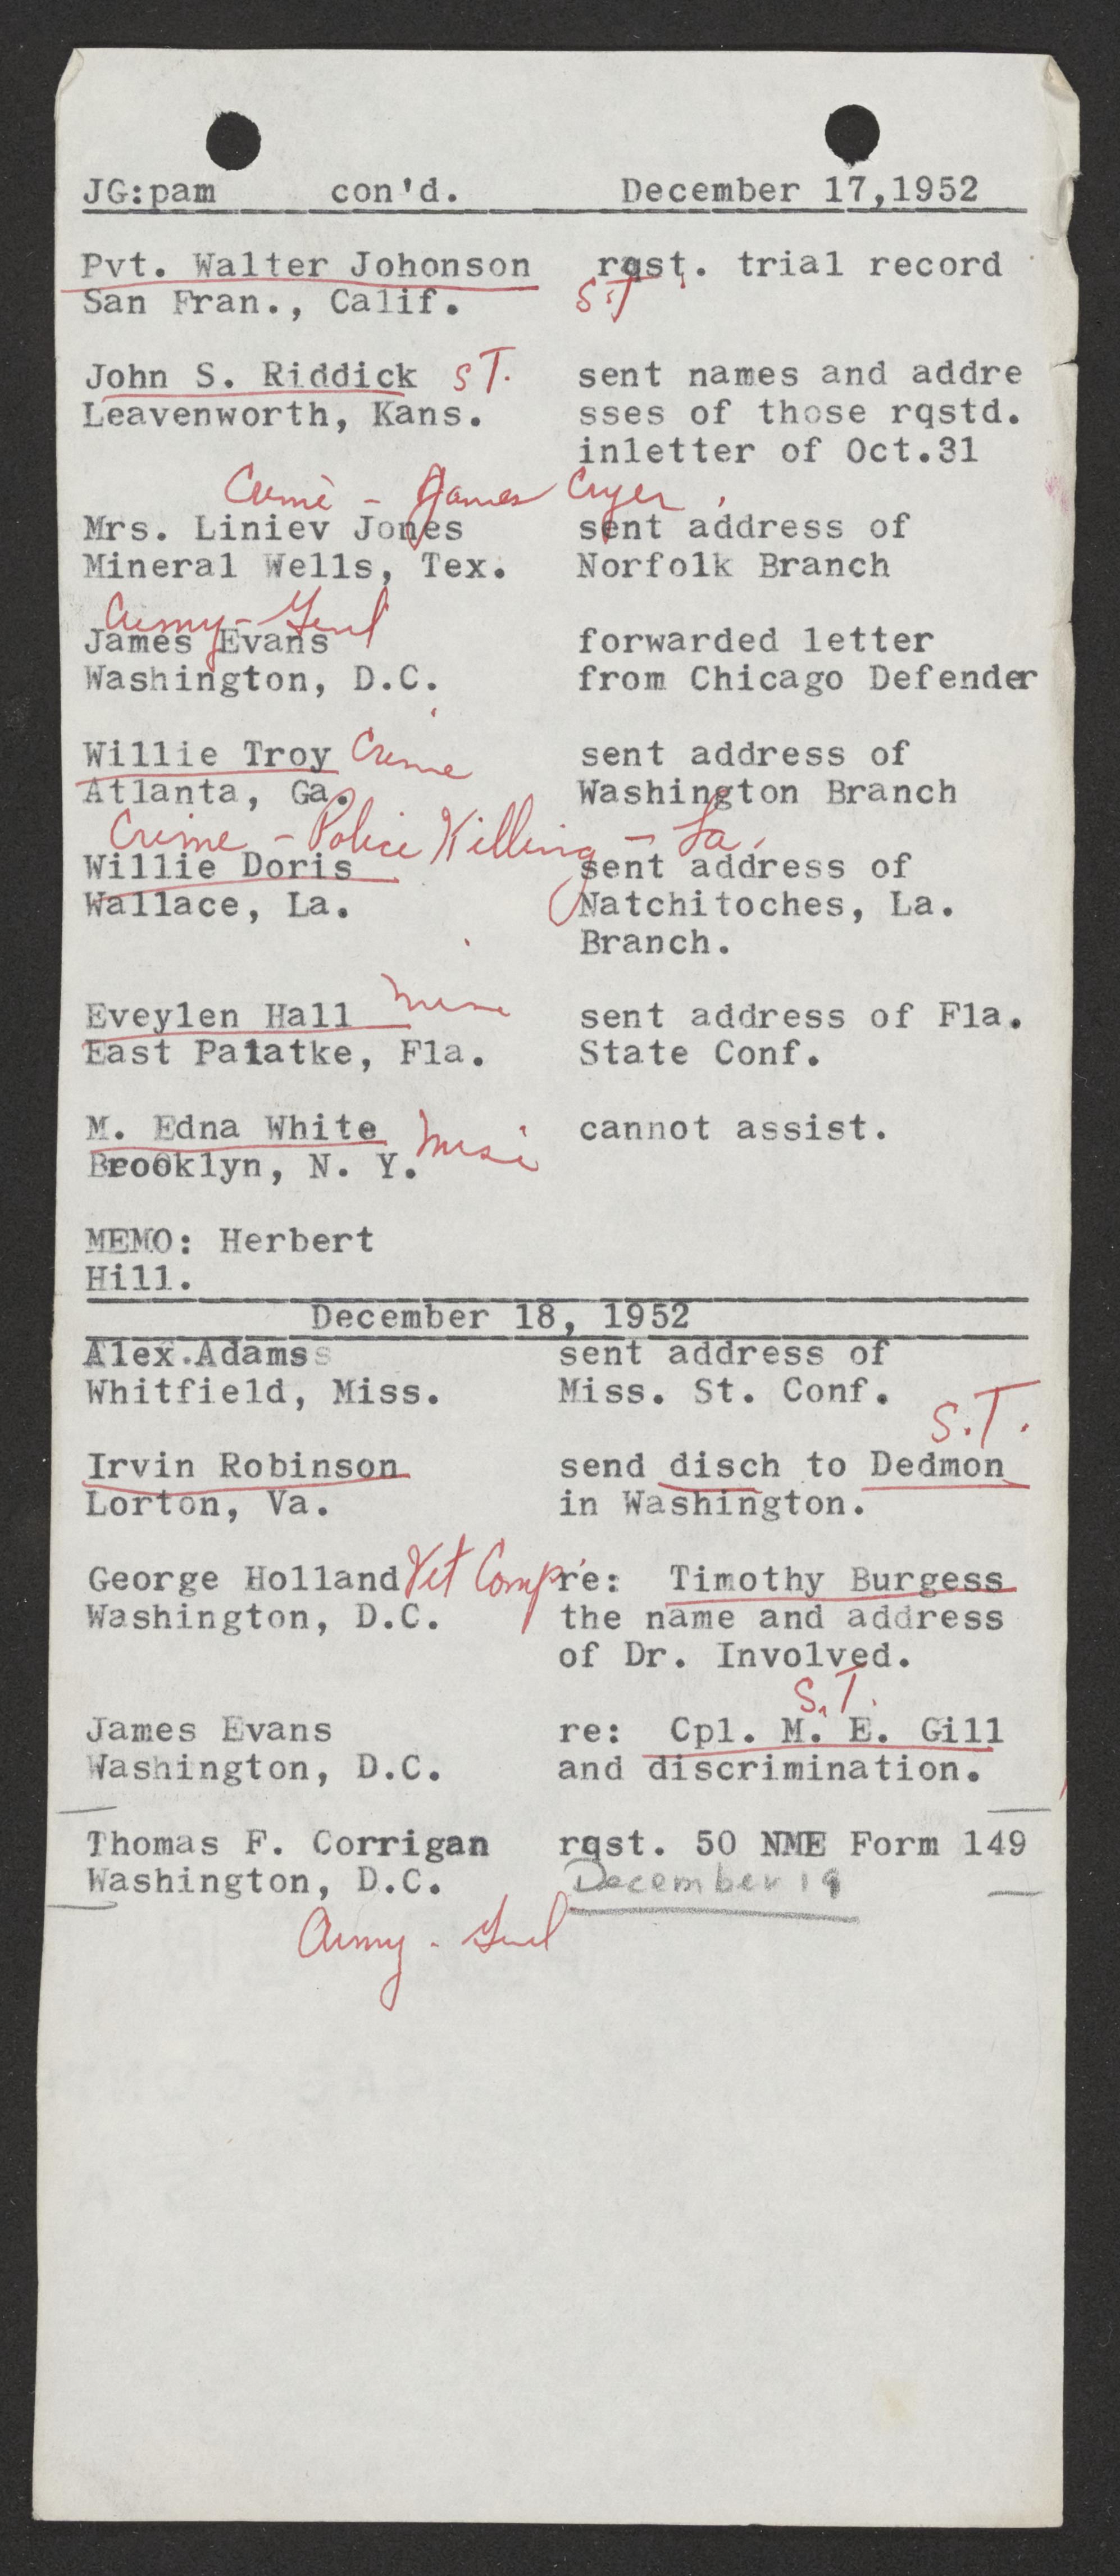 JG:pam con'd. December 17,1952
Pvt. Walter Johonson rqst. trial record
San Fran., Calif. S.T
John S. Riddick S T. sent names and addre
Leavenworth, Kans. sses of those rqstd.
inletter of Oct.31
Crime - James Cryer
Mrs. Liniev Jones sent address of
Mineral Wells, Tex. Norfolk Branch
Army - Genl
James Evans forwarded letter
Washington, D.C. from Chicago Defender
Willie Troy Crime sent address of
Atlanta, Ga. Washington Branch
Crime - Police Killing - La.
Willie Doris sent address of
Wallace, La. Natchitoches, La.
Branch.
Eveylen Hall Misc sent address of Fla.
East Palatke, Fla. State Conf.
M. Edna White Misc cannot assist.
Brooklyn, N. Y.
MEMO: Herbert
Hill.
December 18, 1952
Alex.Adamss sent address of
Whitfield, Miss. Miss. St. Conf.
S.T.
Irvin Robinson send disch to Dedmon
Lorton, Va. in Washington.
George Holland Vet Comp re: Timothy Burgess
Washington, D.C. the name and address
of Dr. Involved.
S.T.
James Evans re: Cpl. M. E. Gill
Washington, D.C. and discrimination.
Thomas F. Corrigan rqst. 50 NME Form 149
Washington, D.C. December 19
Army - Genl